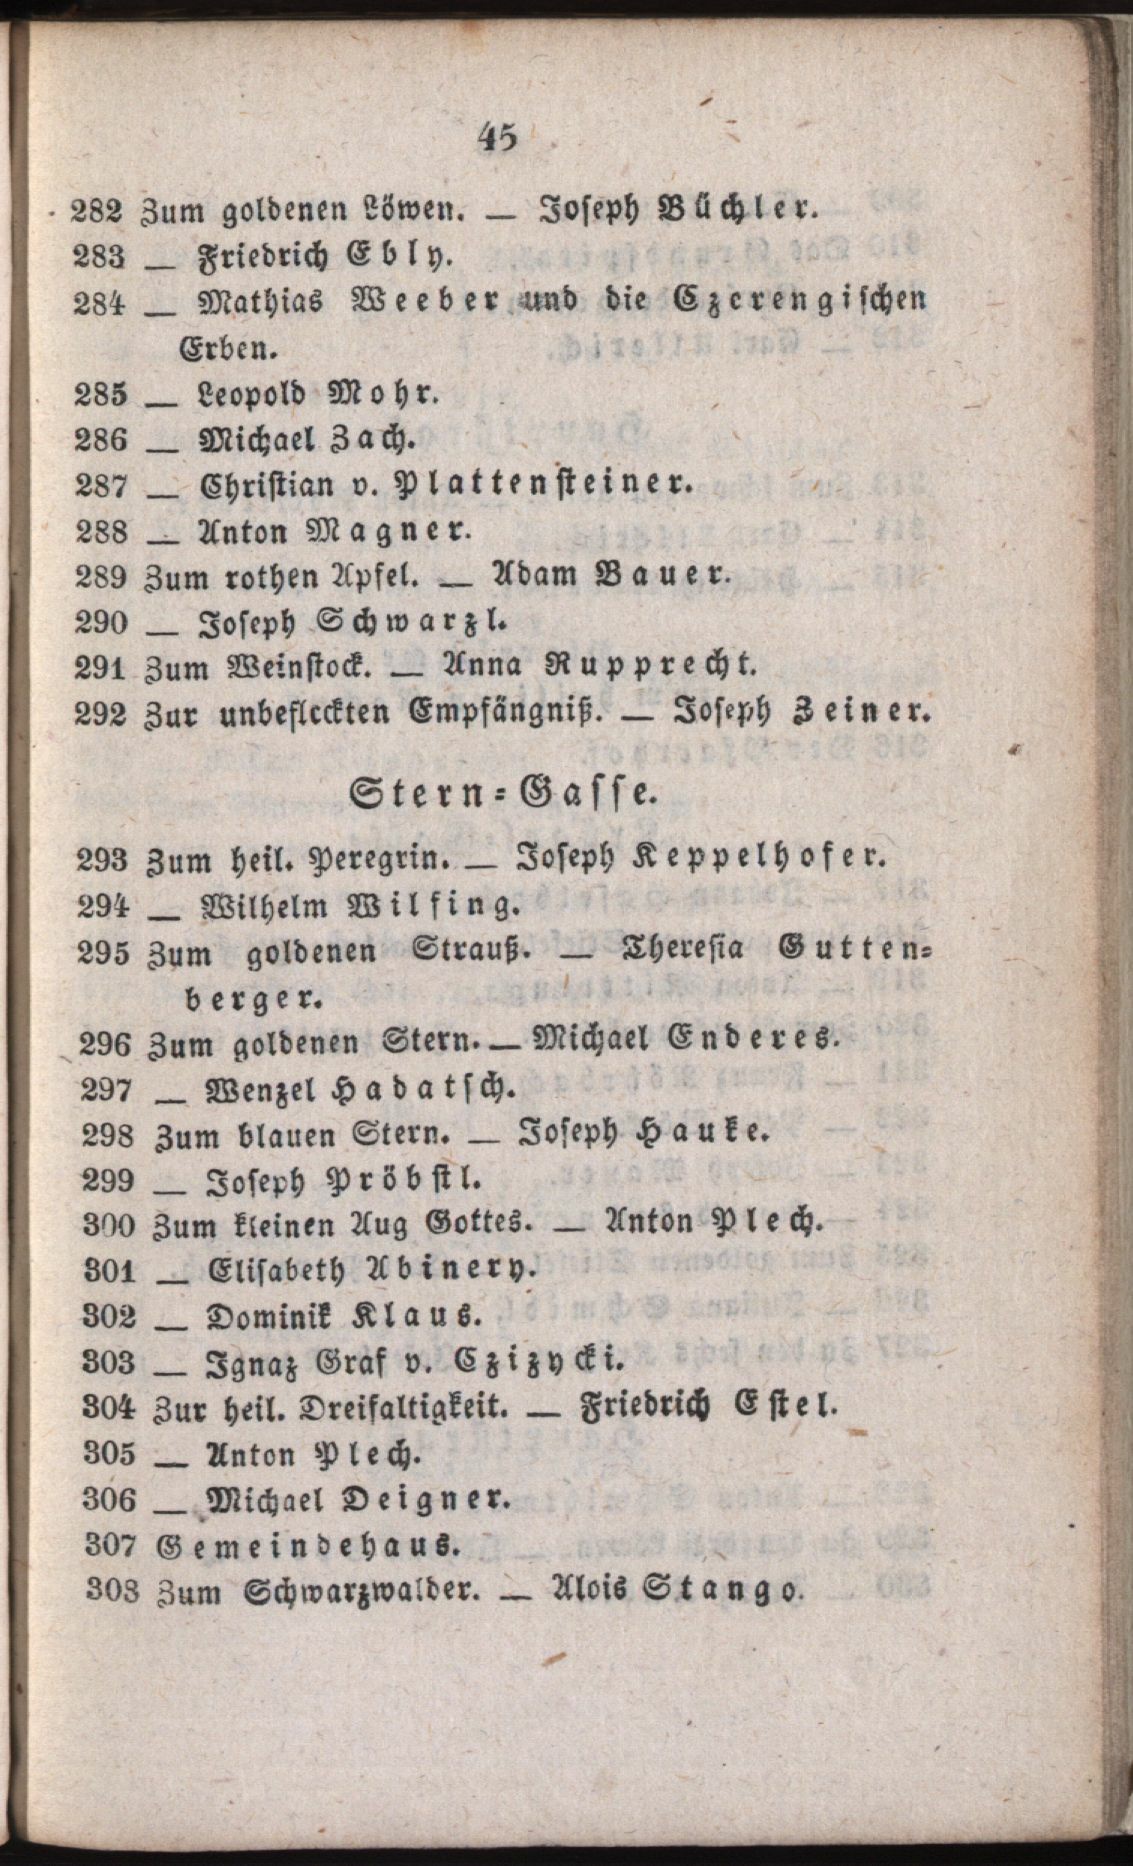 45
282 Zum goldenen Löwen. — Joseph Büchler.
283 — Friedrich Ebly.
284 — Mathias Weeber und die Czerengischen
Erben.
285 — Leopold Mohr.
286 — Michael Zach.
287 — Christian v. Plattensteiner.
288 — Anton Magner.
289 Zum rothen Apfel. — Adam Bauer.
290 — Joseph Schwarzl.
291 Zum Weinstock. — Anna Rupprecht.
292 Zur unbefleckten Empfängniß. — Joseph Zeiner.
Stern-Gasse.
293 Zum heil. Peregrin. — Joseph Keppelhofer.
294 — Wilhelm Wilfing.
295 Zum goldenen Strauß. — Theresia Gutten-
berger.
296 Zum goldenen Stern. — Michael Enderes.
297 — Wenzel Hadatsch.
298 Zum blauen Stern. — Joseph Hauke.
299 — Joseph Pröbstl.
300 Zum kleinen Aug Gottes. — Anton Plech.
301 — Elisabeth Abinery.
302 — Dominik Klaus.
303 — Ignaz Graf v. Czizycki.
304 Zur heil. Dreifaltigkeit. — Friedrich Estel.
305 — Anton Plech.
306 — Michael Deigner.
307 Gemeindehaus.
308 Zum Schwarzwalder. — Alois Stango.